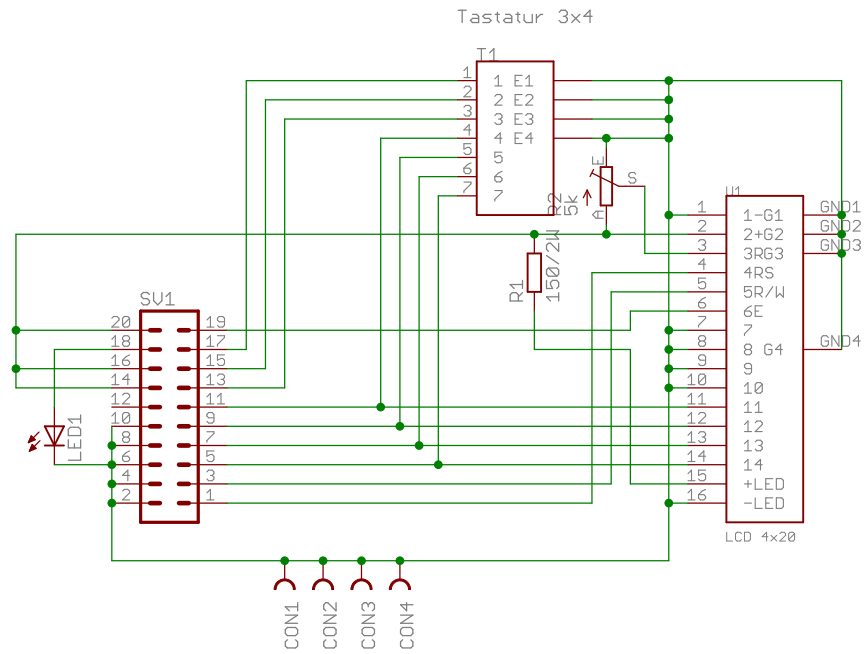 Tastatur 3x4
T1
1 1 E1
2 2 E2
3 3 E3
4 4 E4
5 5
6 6
7 7
E
S
A
R2
5k
U1
1 1-G1 GND1
2 2+G2 GND2
3 3RG3 GND3
4 4RS
5 5R/W
6 6E
7 7
8 8 G4 GND4
9 9
10 10
11 11
12 12
13 13
14 14
15 +LED
16 -LED
LCD 4x20
R1
150/2W
SV1
20 19
18 17
16 15
14 13
12 11
10 9
8 7
6 5
4 3
2 1
LED1
CON1
CON2
CON3
CON4